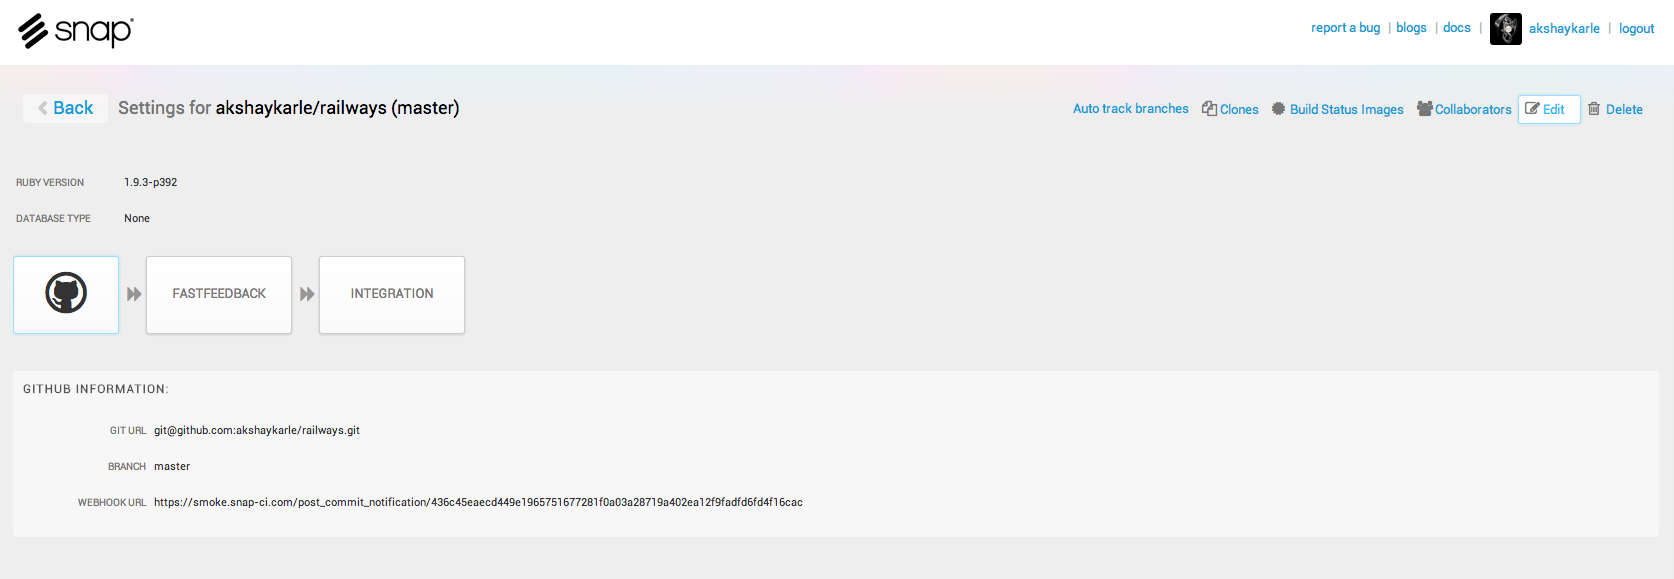 snap
report a bug | blogs | docs | akshaykarle | logout
Back Settings for akshaykarle/railways (master)
Auto track branches Clones Build Status Images Collaborators Edit Delete
RUBY VERSION 1.9.3-p392
DATABASE TYPE None
FASTFEEDBACK INTEGRATION
GITHUB INFORMATION:
GIT URL git@github.com:akshaykarle/railways.git
BRANCH master
WEBHOOK URL https://smoke.snap-ci.com/post_commit_notification/436c45eaecd449e1965751677281f0a03a28719a402ea12f9fadfd6fd4f16cac